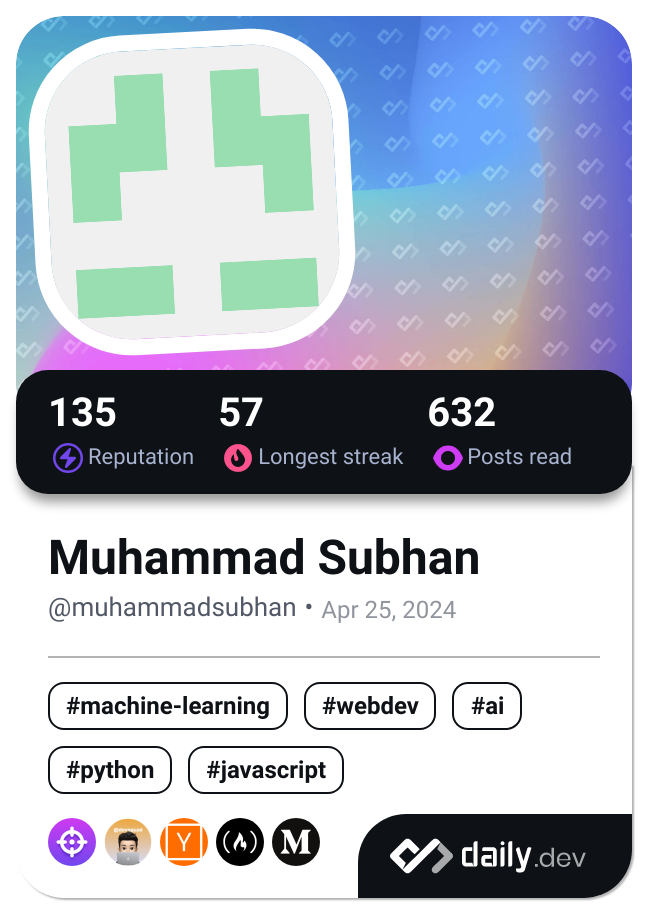 135 57 632
Reputation Longest streak Posts read
Muhammad Subhan
@muhammadsubhan • Apr 25, 2024
#machine-learning #webdev #ai
#python #javascript
Y M
daily.dev